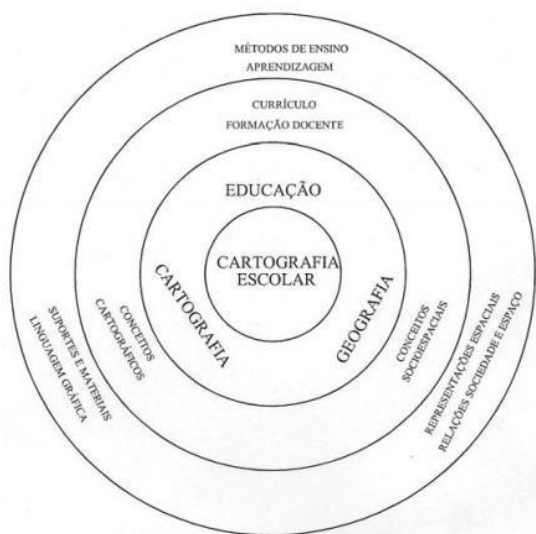 MÉTODOS DE ENSINO
APRENDIZAGEM
CURRÍCULO
FORMAÇÃO DOCENTE
EDUCAÇÃO
CARTOGRAFIA
ESCOLAR
CARTOGRAFIA
GEOGRAFIA
CONCEITOS
CARTOGRÁFICOS
CONCEITOS
SOCIOESPACIAIS
SUPORTES E MATERIAIS
LINGUAGEM GRÁFICA
REPRESENTAÇÕES ESPACIAIS
RELAÇÕES SOCIEDADE E ESPAÇO